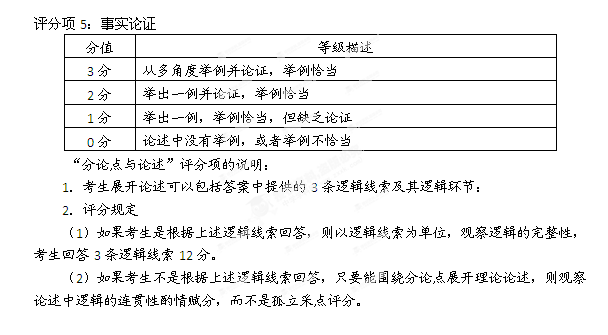 评分项 5：事实论证
分值 等级描述
3 分 从多角度举例并论证，举例恰当
2 分 举出一例并论证，举例恰当
1 分 举出一例，举例恰当，但缺乏论证
0 分 论述中没有举例，或者举例不恰当
“分论点与论述”评分项的说明：
1. 考生展开论述可以包括答案中提供的 3 条逻辑线索及其逻辑环节；
2. 评分规定
（1）如果考生是根据上述逻辑线索回答，则以逻辑线索为单位，观察逻辑的完整性，
考生回答 3 条逻辑线索 12 分。
（2）如果考生不是根据上述逻辑线索回答，只要能围绕分论点展开理论论述，则观察
论述中逻辑的连贯性酌情赋分，而不是孤立采点评分。